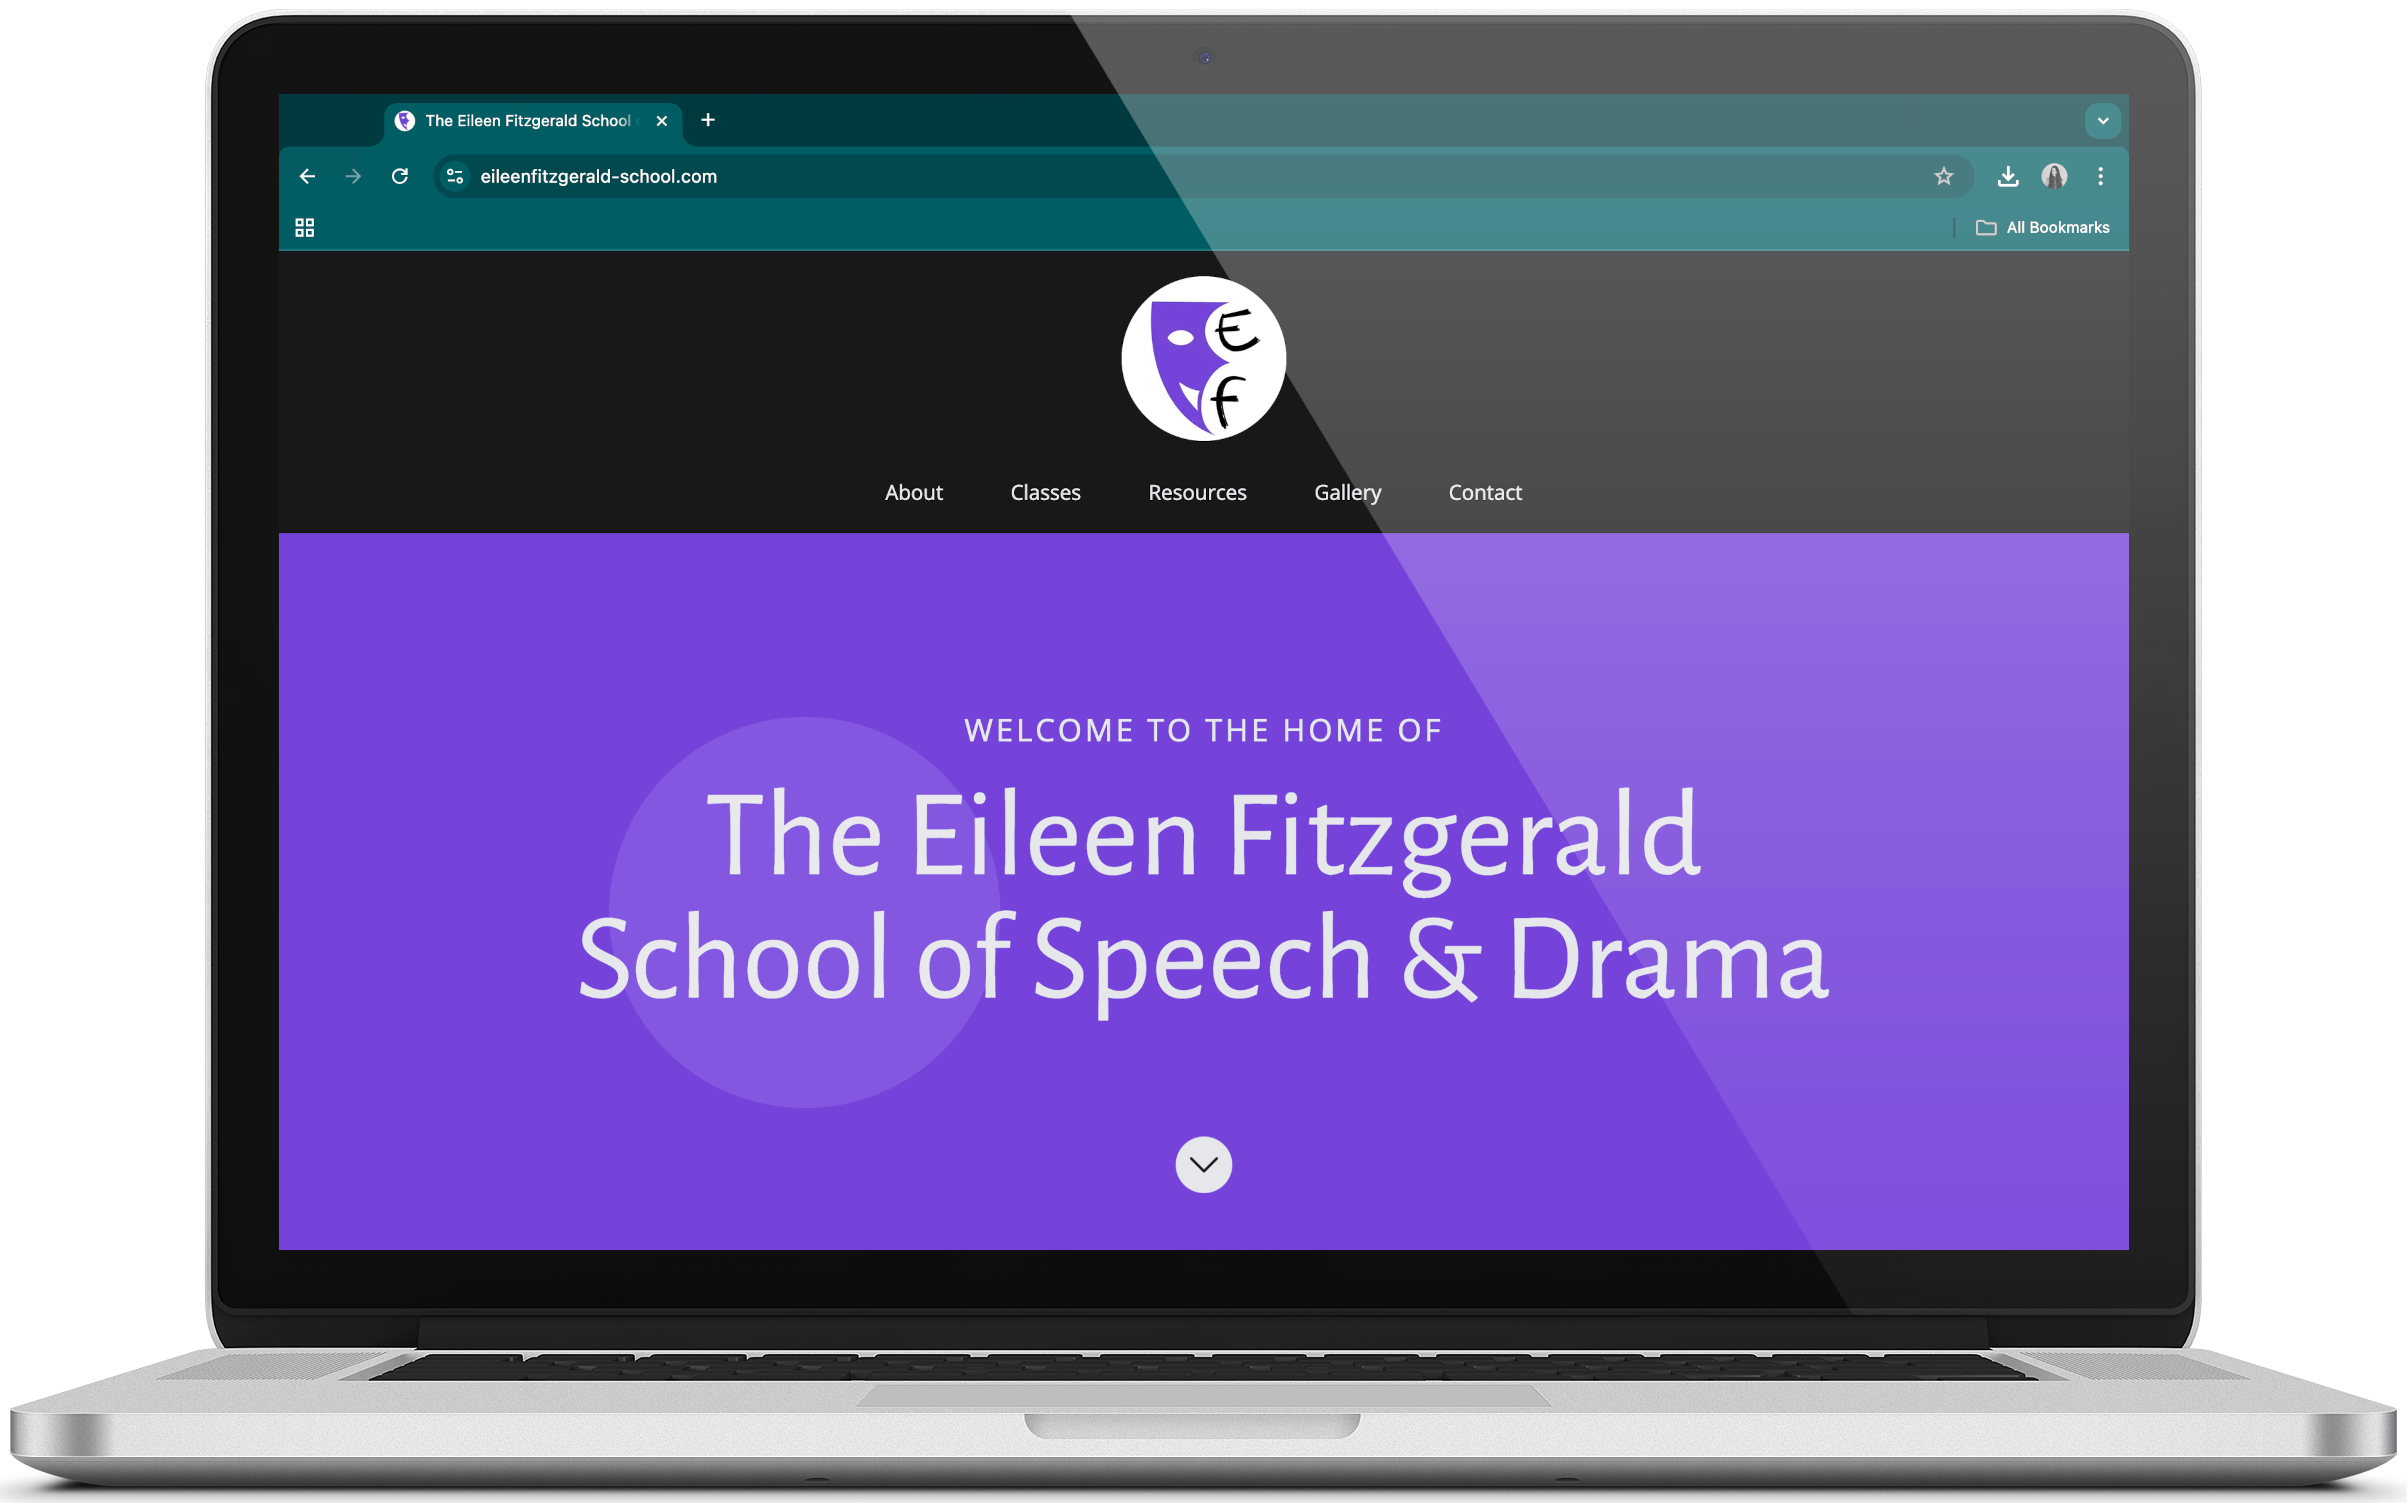 The Eileen Fitzgerald School
eileenfitzgerald-school.com
All Bookmarks
E
f
About Classes Resources Gallery Contact
WELCOME TO THE HOME OF
The Eileen Fitzgerald
School of Speech & Drama